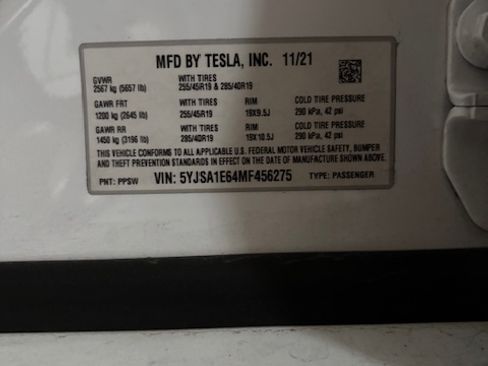 MFD BY TESLA, INC. 11/21
GVWR WITH TIRES
2567 kg (5657 lb) 255/45R19 & 285/40R19
GAWR FRT WITH TIRES RIM COLD TIRE PRESSURE
1200 kg (2645 lb) 255/45R19 19X9.5J 290 kPa, 42 psi
GAWR RR WITH TIRES RIM COLD TIRE PRESSURE
1450 kg (3196 lb) 285/40R19 19X10.5J 290 kPa, 42 psi
THIS VEHICLE CONFORMS TO ALL APPLICABLE U.S. FEDERAL MOTOR VEHICLE SAFETY, BUMPER
AND THEFT PREVENTION STANDARDS IN EFFECT ON THE DATE OF MANUFACTURE SHOWN ABOVE.
PNT: PPSW VIN: 5YJSA1E64MF456275 TYPE: PASSENGER